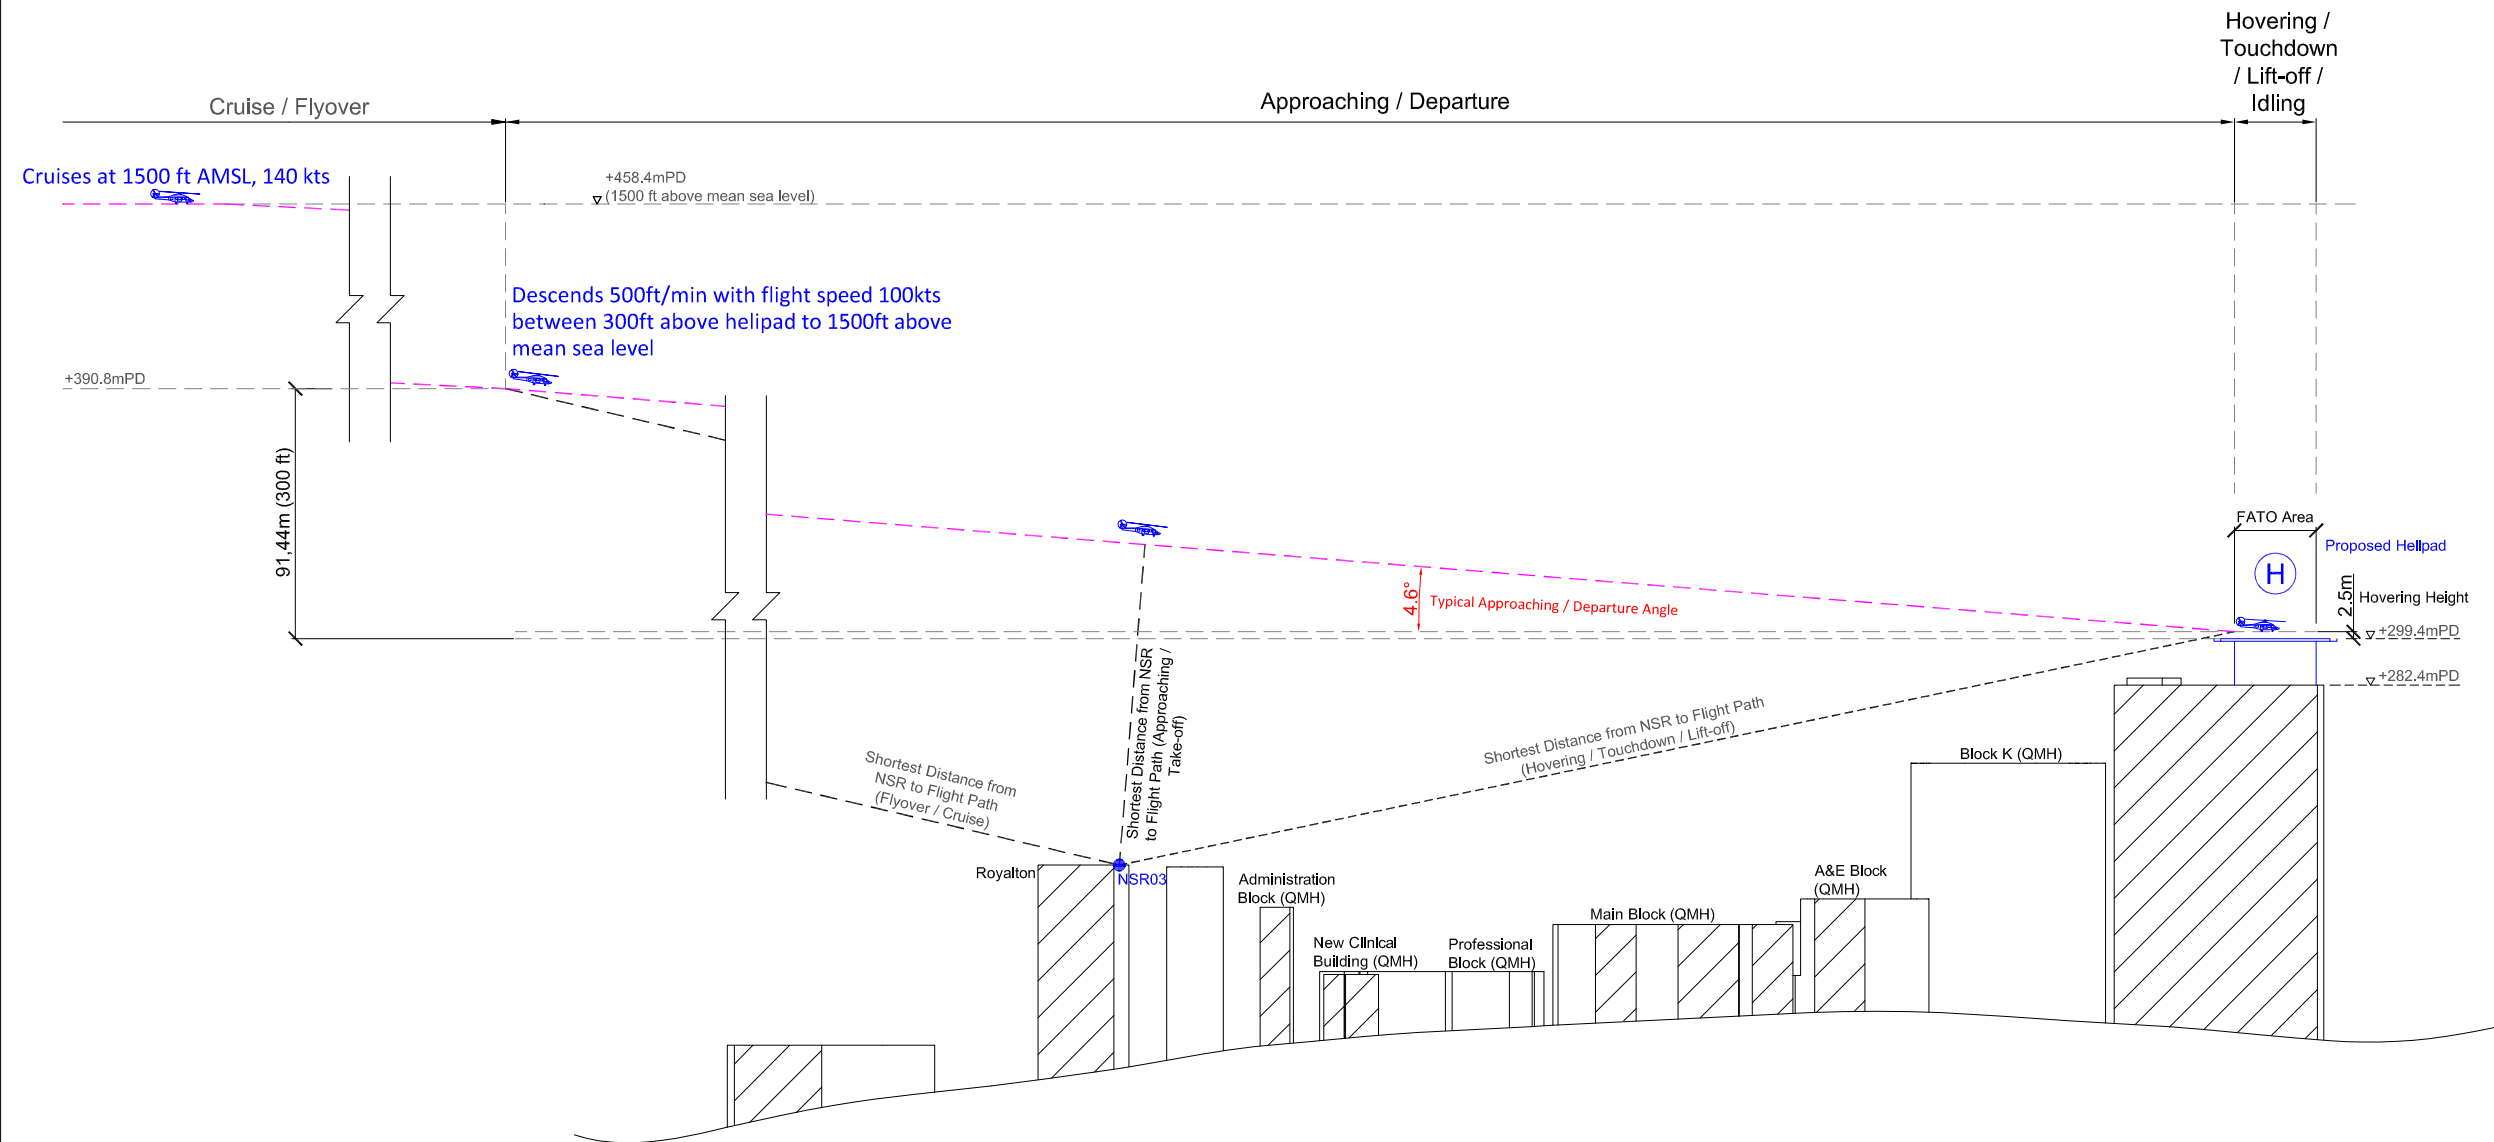 Hovering /
Touchdown
/ Lift-off /
Idling
Cruise / Flyover
Approaching / Departure
Cruises at 1500 ft AMSL, 140 kts
+458.4mPD
(1500 ft above mean sea level)
Descends 500ft/min with flight speed 100kts
between 300ft above helipad to 1500ft above
mean sea level
+390.8mPD
91,44m (300 ft)
FATO Area
Proposed Helipad
H
4.6°
Typical Approaching / Departure Angle
2.5m
Hovering Height
+299.4mPD
+282.4mPD
Shortest Distance from NSR
to Flight Path (Approaching /
Take-off)
Shortest Distance from NSR to Flight Path
(Hovering / Touchdown / Lift-off)
Shortest Distance from
NSR to Flight Path
(Flyover / Cruise)
Block K (QMH)
Royalton
NSR03
Administration
Block (QMH)
A&E Block
(QMH)
Main Block (QMH)
New Clinical
Building (QMH)
Professional
Block (QMH)